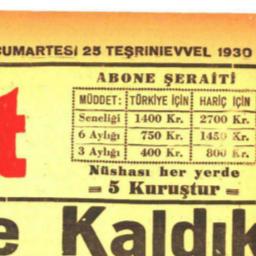 CUMARTESİ 25 TEŞRİNİEVVEL 1930
ABONE ŞERAİTİ
MÜDDET: TÜRKİYE İÇİN HARİÇ İÇİN
Seneliği 1400 Kr. 2700 Kr.
6 Aylığı 750 Kr. 1450 Kr.
3 Aylığı 400 Kr. 800 Kr.
Nüshası her yerde
= 5 Kuruştur =
t
e Kaldık